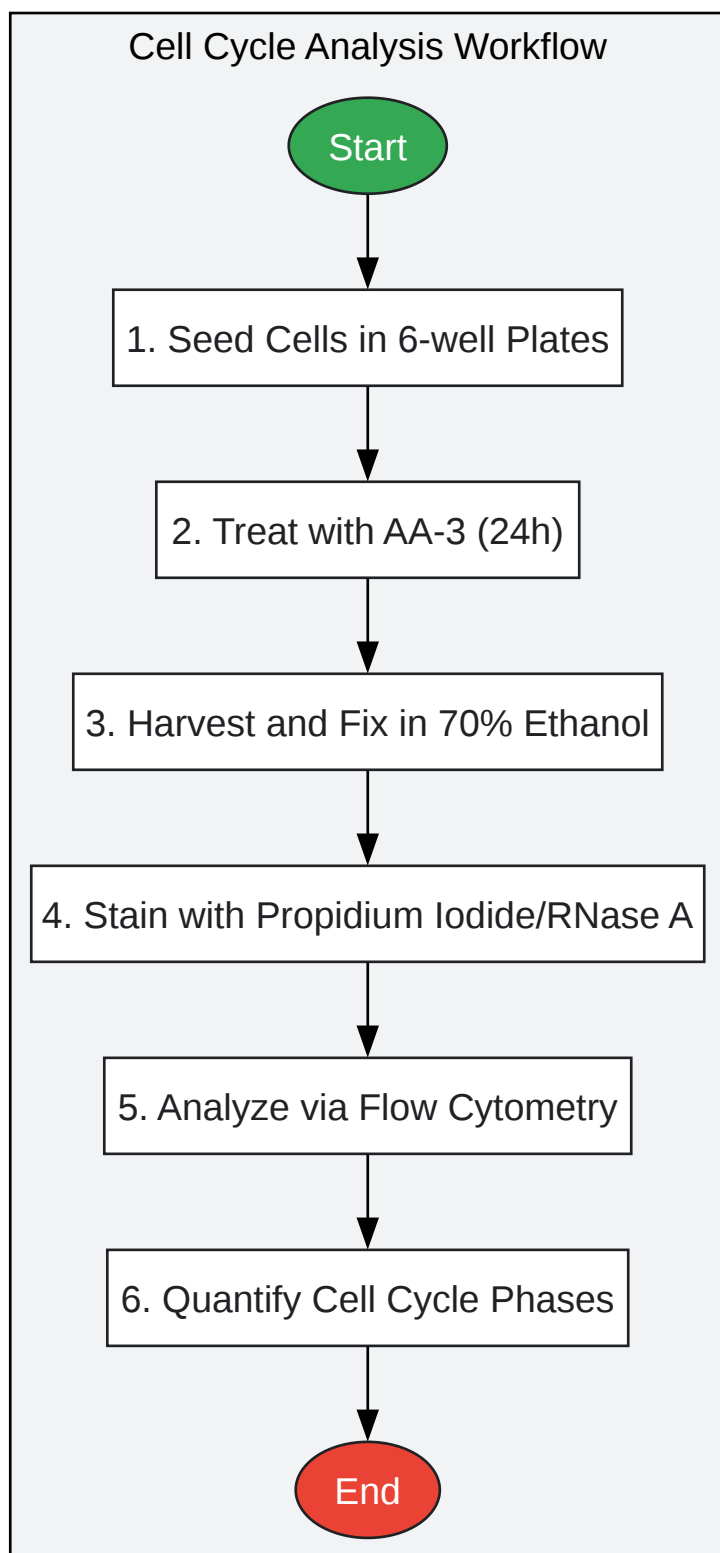 Cell Cycle Analysis Workflow
Start
1. Seed Cells in 6-well Plates
2. Treat with AA-3 (24h)
3. Harvest and Fix in 70% Ethanol
4. Stain with Propidium Iodide/RNase A
5. Analyze via Flow Cytometry
6. Quantify Cell Cycle Phases
End